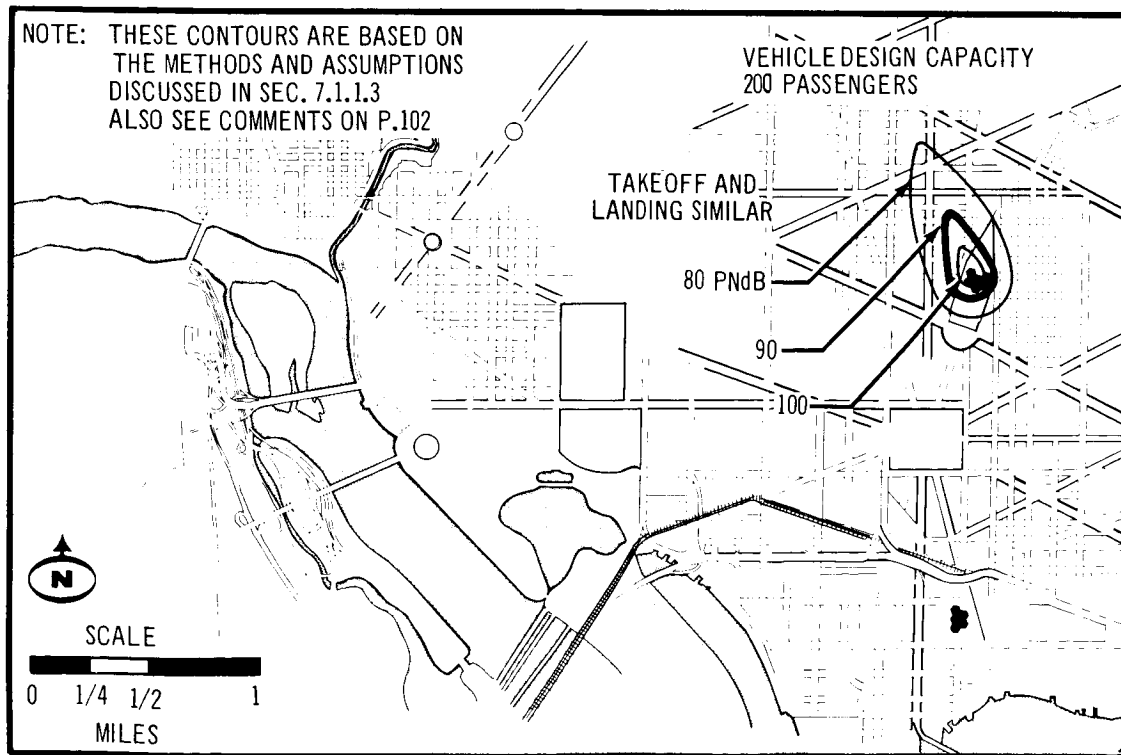 NOTE: THESE CONTOURS ARE BASED ON
THE METHODS AND ASSUMPTIONS
DISCUSSED IN SEC. 7.1.1.3
ALSO SEE COMMENTS ON P.102
VEHICLE DESIGN CAPACITY
200 PASSENGERS
TAKEOFF AND
LANDING SIMILAR
80 PNdB
90
100
N
SCALE
0 1/4 1/2 1
MILES